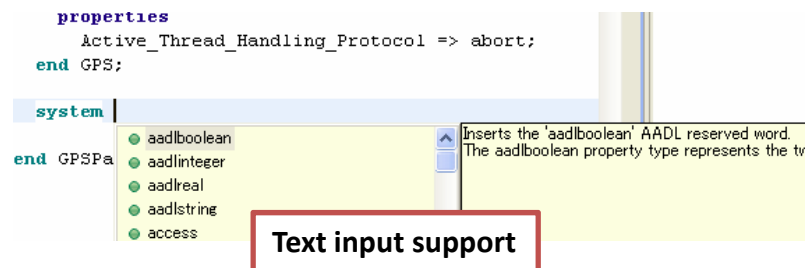 properties
Active_Thread_Handling_Protocol => abort;
end GPS;
system
aadlboolean
Inserts the 'aadlboolean' AADL reserved word.
The aadlboolean property type represents the tw
end GPSPa
aadlinteger
aadlreal
aadlstring
access
Text input support